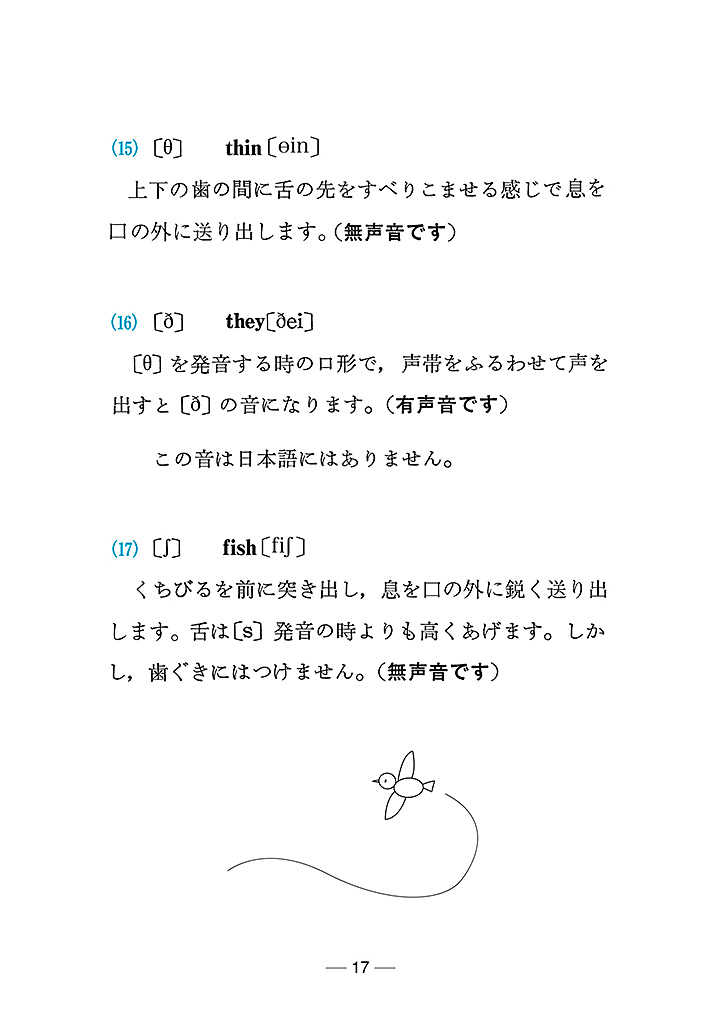 (15) 〔θ〕 thin〔θin〕
上下の歯の間に舌の先をすべりこませる感じで息を
口の外に送り出します。(無声音です)
(16) 〔ð〕 they〔ðei〕
〔θ〕を発音する時の口形で，声帯をふるわせて声を
出すと〔ð〕の音になります。(有声音です)
この音は日本語にはありません。
(17) 〔ʃ〕 fish〔fiʃ〕
くちびるを前に突き出し，息を口の外に鋭く送り出
します。舌は〔s〕発音の時よりも高くあげます。しか
し，歯ぐきにはつけません。(無声音です)
— 17 —